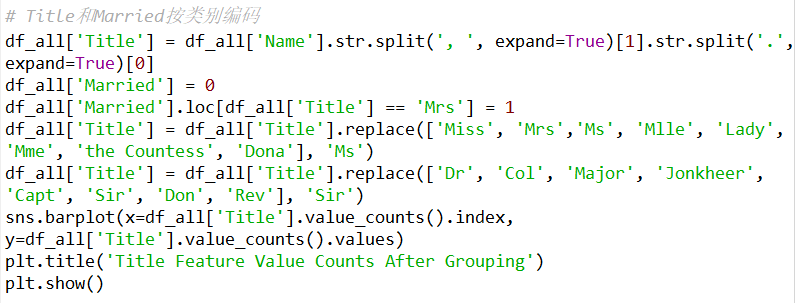 # Title和Married按类别编码
df_all['Title'] = df_all['Name'].str.split(', ', expand=True)[1].str.split('.',
expand=True)[0]
df_all['Married'] = 0
df_all['Married'].loc[df_all['Title'] == 'Mrs'] = 1
df_all['Title'] = df_all['Title'].replace(['Miss', 'Mrs','Ms', 'Mlle', 'Lady',
'Mme', 'the Countess', 'Dona'], 'Ms')
df_all['Title'] = df_all['Title'].replace(['Dr', 'Col', 'Major', 'Jonkheer',
'Capt', 'Sir', 'Don', 'Rev'], 'Sir')
sns.barplot(x=df_all['Title'].value_counts().index,
y=df_all['Title'].value_counts().values)
plt.title('Title Feature Value Counts After Grouping')
plt.show()